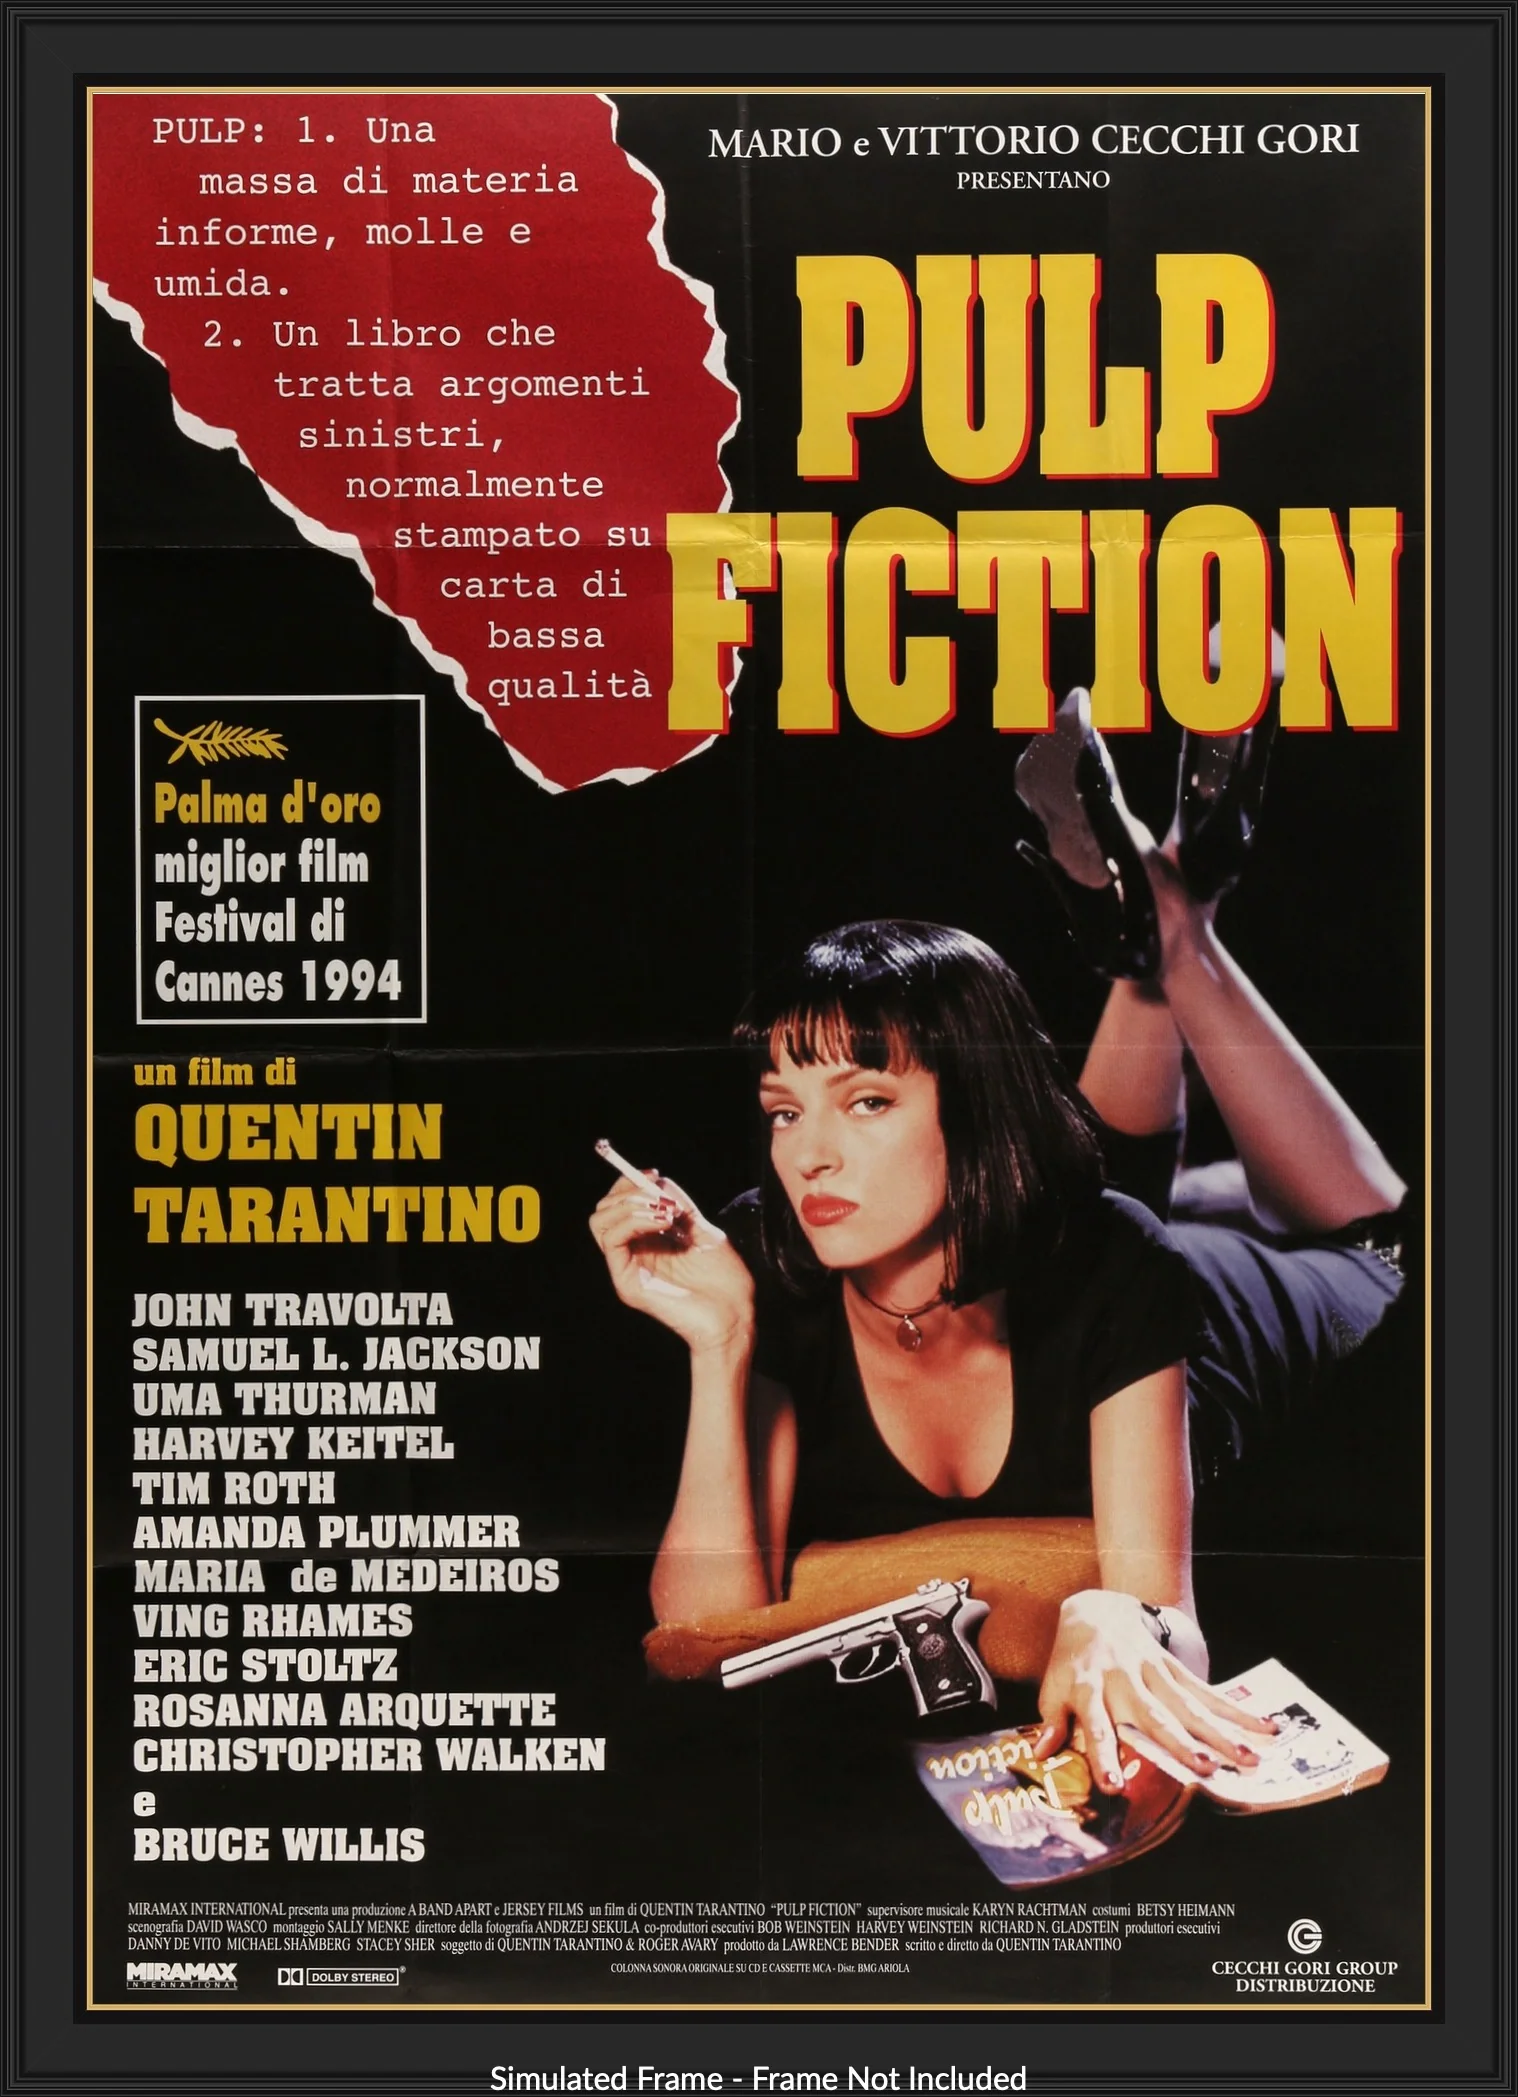 PULP: 1. Una
massa di materia
informe, molle e
umida.
2. Un libro che
tratta argomenti
sinistri,
normalmente
stampato su
carta di
bassa
qualità
MARIO e VITTORIO CECCHI GORI
PRESENTANO
PULP
FICTION
Palma d'oro
miglior film
Festival di
Cannes 1994
un film di
QUENTIN
TARANTINO
JOHN TRAVOLTA
SAMUEL L. JACKSON
UMA THURMAN
HARVEY KEITEL
TIM ROTH
AMANDA PLUMMER
MARIA de MEDEIROS
VING RHAMES
ERIC STOLTZ
ROSANNA ARQUETTE
CHRISTOPHER WALKEN
e
BRUCE WILLIS
Pulp
Fiction
MIRAMAX INTERNATIONAL presenta una produzione A BAND APART e JERSEY FILMS un film di QUENTIN TARANTINO "PULP FICTION" supervisore musicale KARYN RACHTMAN costumi BETSY HEIMANN
scenografia DAVID WASCO montaggio SALLY MENKE direttore della fotografia ANDRZEJ SEKULA co-produttori esecutivi BOB WEINSTEIN HARVEY WEINSTEIN RICHARD N. GLADSTEIN produttori esecutivi
DANNY DE VITO MICHAEL SHAMBERG STACEY SHER soggetto di QUENTIN TARANTINO & ROGER AVARY prodotto da LAWRENCE BENDER scritto e diretto da QUENTIN TARANTINO
COLONNA SONORA ORIGINALE SU CD E CASSETTE MCA - Distr. BMG ARIOLA
MIRAMAX
INTERNATIONAL
DOLBY STEREO®
CECCHI GORI GROUP
DISTRIBUZIONE
Simulated Frame - Frame Not Included